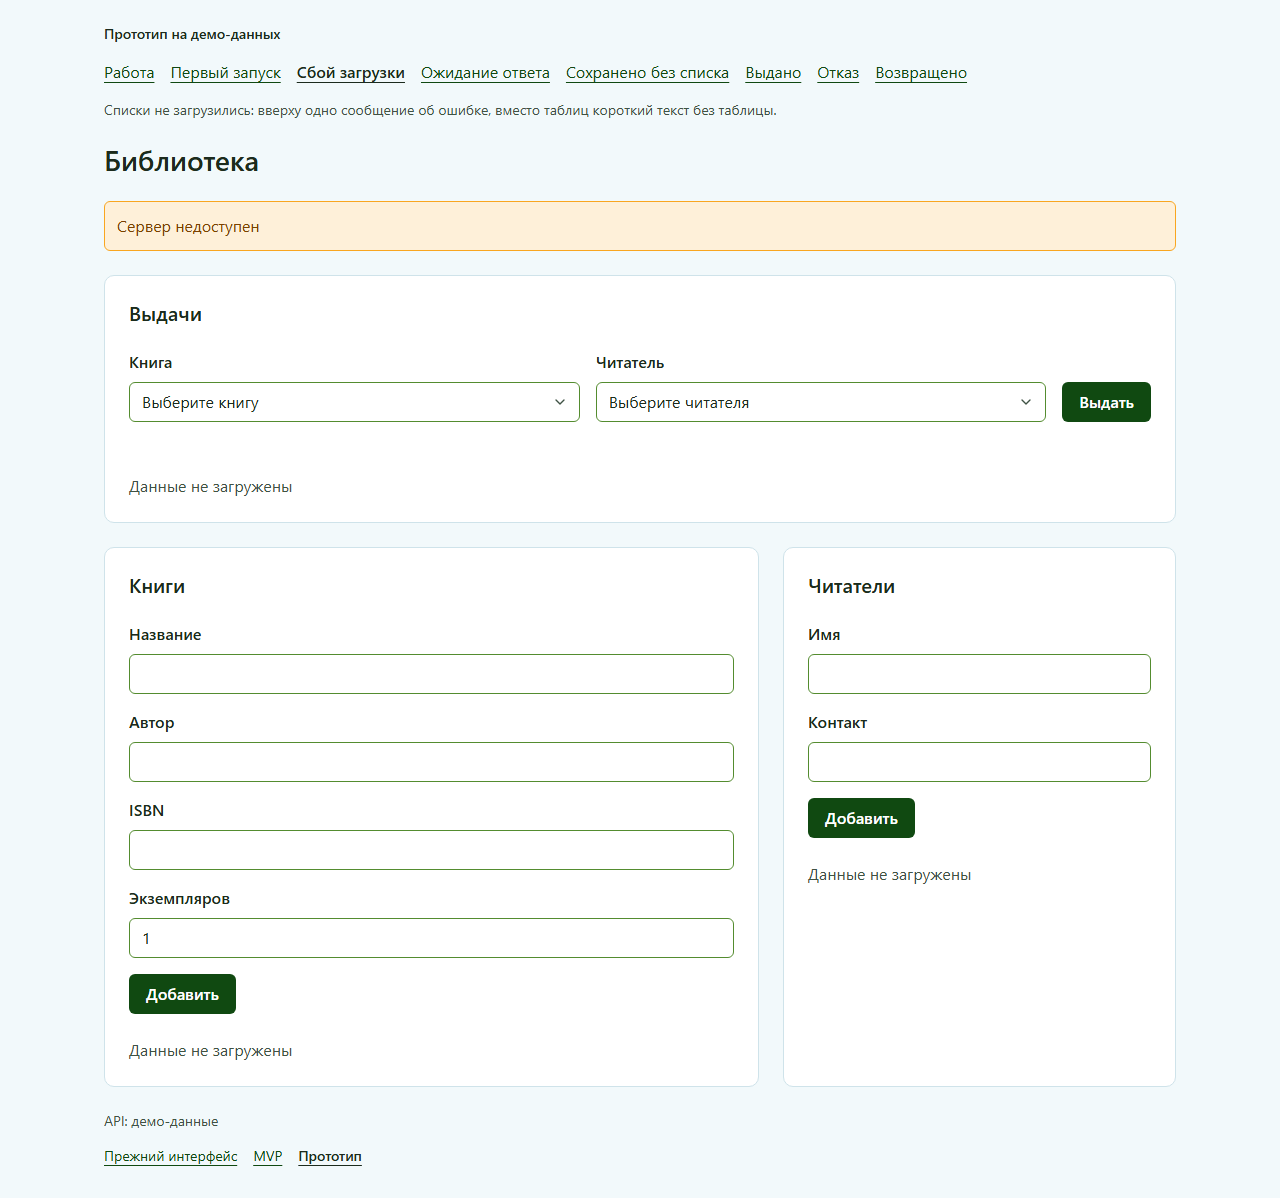 Прототип на демо-данных
Работа Первый запуск Сбой загрузки Ожидание ответа Сохранено без списка Выдано Отказ Возвращено
Списки не загрузились: вверху одно сообщение об ошибке, вместо таблиц короткий текст без таблицы.
Библиотека
Сервер недоступен
Выдачи
Книга Читатель
Выберите книгу Выберите читателя Выдать
Данные не загружены
Книги
Название
Автор
ISBN
Экземпляров
1
Добавить
Данные не загружены
Читатели
Имя
Контакт
Добавить
Данные не загружены
API: демо-данные
Прежний интерфейс MVP Прототип